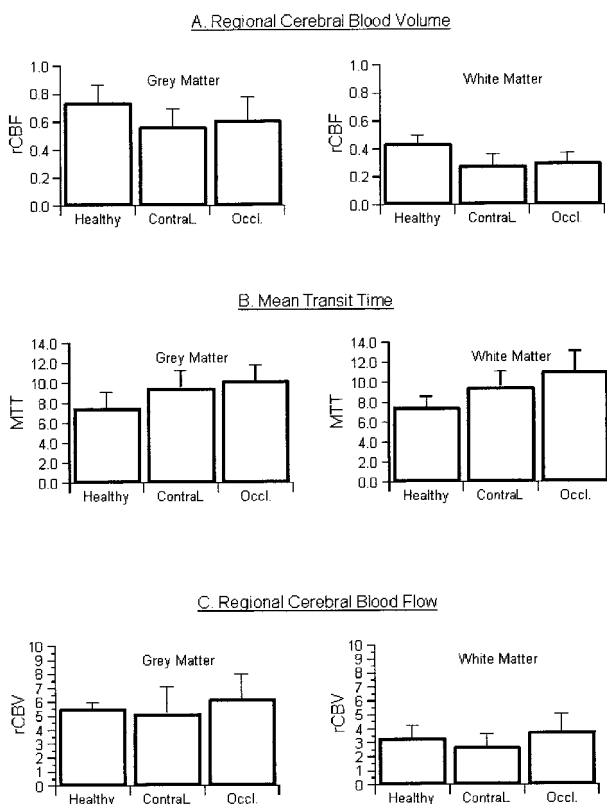 A. Regional Cerebral Blood Volume
Grey Matter
rCBF
1.0
0.8
0.6
0.4
0.2
0.0
Healthy ContraL. Occl.
White Matter
rCBF
1.0
0.8
0.6
0.4
0.2
0.0
Healthy ContraL. Occl.
B. Mean Transit Time
Grey Matter
MTT
14.0
12.0
10.0
8.0
6.0
4.0
2.0
0.0
Healthy ContraL Occl.
White Matter
MTT
14.0
12.0
10.0
8.0
6.0
4.0
2.0
0.0
Healthy ContraL Occl.
C. Regional Cerebral Blood Flow
Grey Matter
rCBV
10
9
8
7
6
5
4
3
2
1
0
Healthy ContraL Occl.
White Matter
rCBV
10
9
8
7
6
5
4
3
2
1
0
Healthy ContraL Occl.